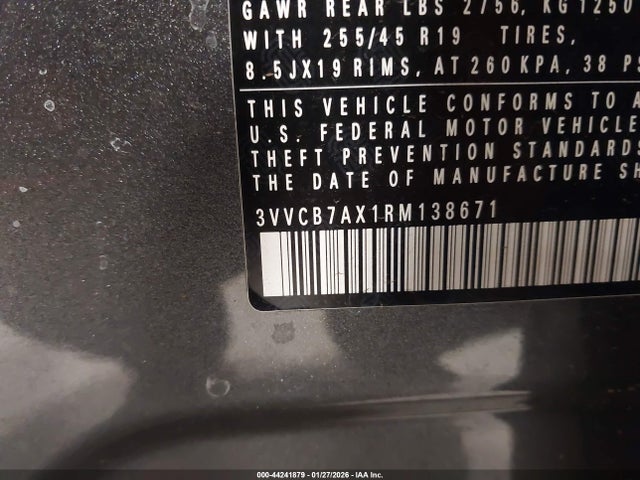 GAWR REAR LBS 2756, KG 1250
WITH 255/45 R19 TIRES,
8.5JX19 RIMS, AT 260 KPA, 38 PS
THIS VEHICLE CONFORMS TO A
U.S. FEDERAL MOTOR VEHICLE
THEFT PREVENTION STANDARDS
THE DATE OF MANUFACTURE SH
3VVCB7AX1RM138671
000-44241879 | 01/27/2026 - IAA Inc.